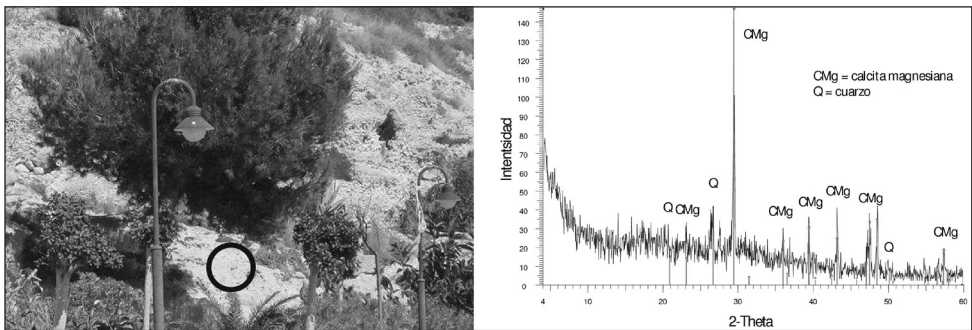 140
130
120
110
100
90
80
70
60
50
40
30
20
10
0
Intentsidad
CMg
CMg = calcita magnesiana
Q = cuarzo
Q
CMg
Q
CMg
CMg
CMg
CMg
Q
CMg
4
10
20
30
40
50
60
2-Theta